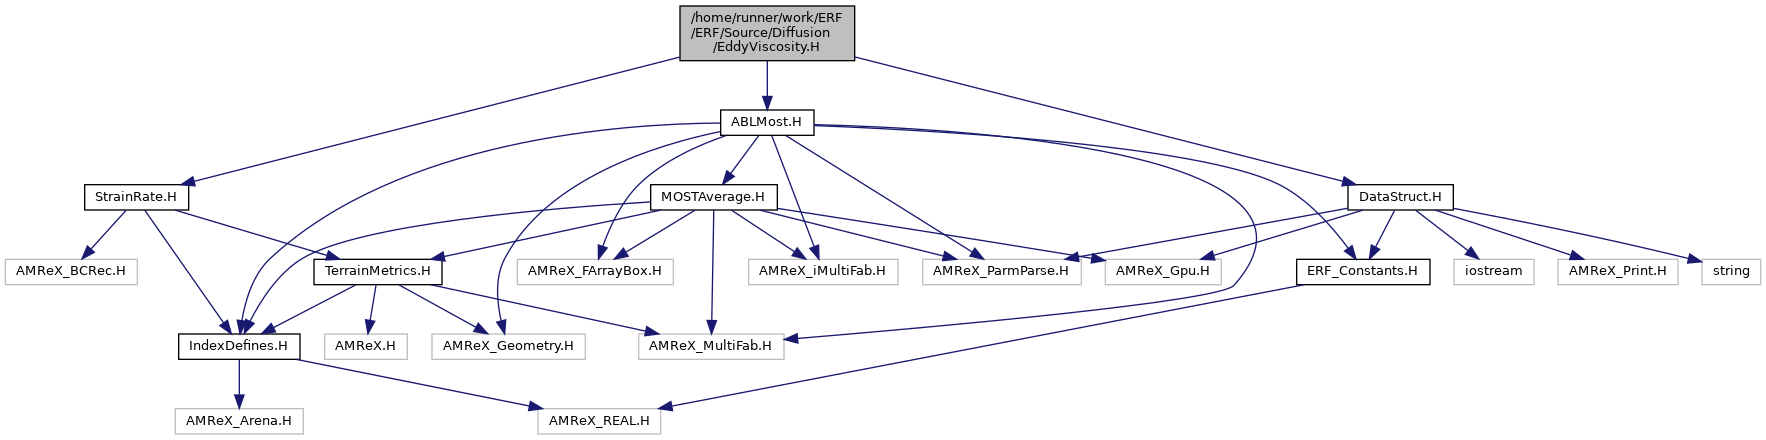 /home/runner/work/ERF
/ERF/Source/Diffusion
/EddyViscosity.H
ABLMost.H
StrainRate.H
MOSTAverage.H
DataStruct.H
AMReX_BCRec.H
TerrainMetrics.H
AMReX_FArrayBox.H
AMReX_iMultiFab.H
AMReX_ParmParse.H
AMReX_Gpu.H
ERF_Constants.H
iostream
AMReX_Print.H
string
IndexDefines.H
AMReX.H
AMReX_Geometry.H
AMReX_MultiFab.H
AMReX_Arena.H
AMReX_REAL.H